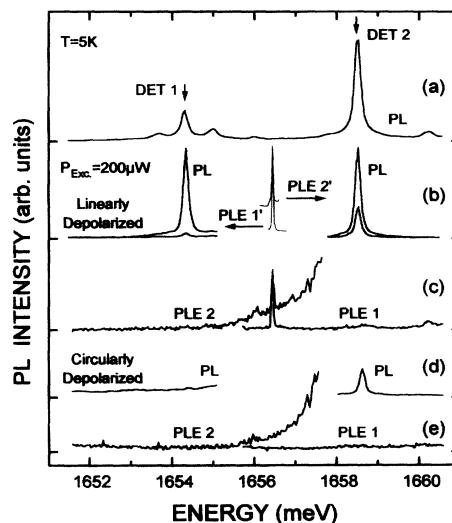 T=5K
DET 2
DET 1
(a)
PL
P_Exc.=200µW
PL
PLE 2'
PL
Linearly
Depolarized
PLE 1'
(b)
(c)
PLE 2
PLE 1
Circularly
Depolarized
PL
PL
(d)
PLE 2
PLE 1
(e)
1652 1654 1656 1658 1660
ENERGY (meV)
PL INTENSITY (arb. units)